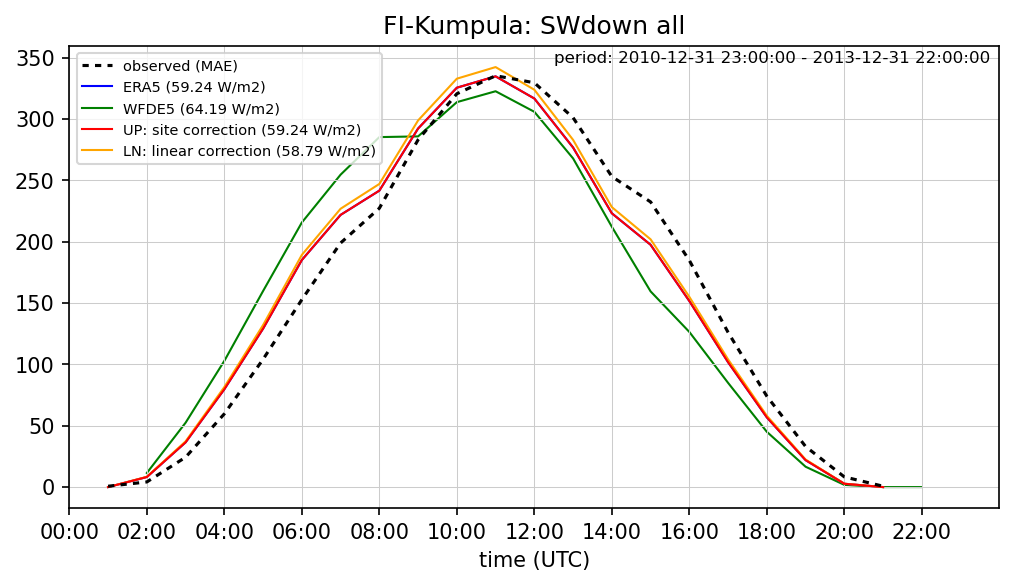 FI-Kumpula: SWdown all
period: 2010-12-31 23:00:00 - 2013-12-31 22:00:00
observed (MAE)
ERA5 (59.24 W/m2)
WFDE5 (64.19 W/m2)
UP: site correction (59.24 W/m2)
LN: linear correction (58.79 W/m2)
350
300
250
200
150
100
50
0
00:00 02:00 04:00 06:00 08:00 10:00 12:00 14:00 16:00 18:00 20:00 22:00
time (UTC)